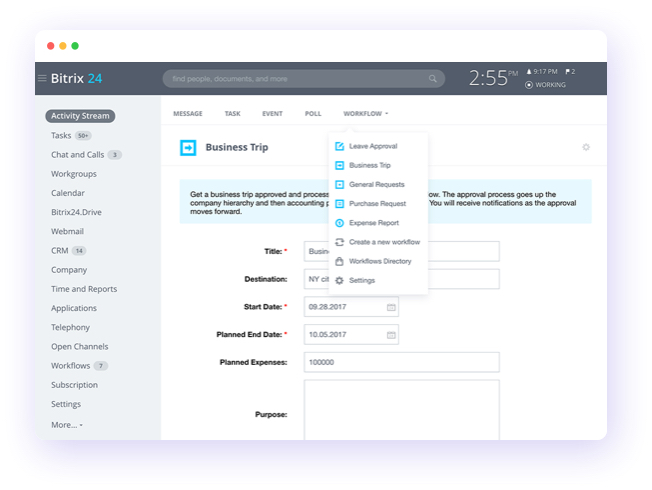 Bitrix 24
find people, documents, and more
2:55 PM
9:17 PM 2
WORKING
Activity Stream
Tasks 50+
Chat and Calls 3
Workgroups
Calendar
Bitrix24.Drive
Webmail
CRM 14
Company
Time and Reports
Applications
Telephony
Open Channels
Workflows 7
Subscription
Settings
More...
MESSAGE TASK EVENT POLL WORKFLOW
Business Trip
Leave Approval
Business Trip
General Requests
Purchase Request
Expense Report
Create a new workflow
Workflows Directory
Settings
Get a business trip approved and process ow. The approval process goes up the
company hierarchy and then accounting p You will receive notifications as the approval
moves forward.
Title: * Busin
Destination: NY cit
Start Date: * 09.28.2017
Planned End Date: * 10.05.2017
Planned Expenses: 100000
Purpose: